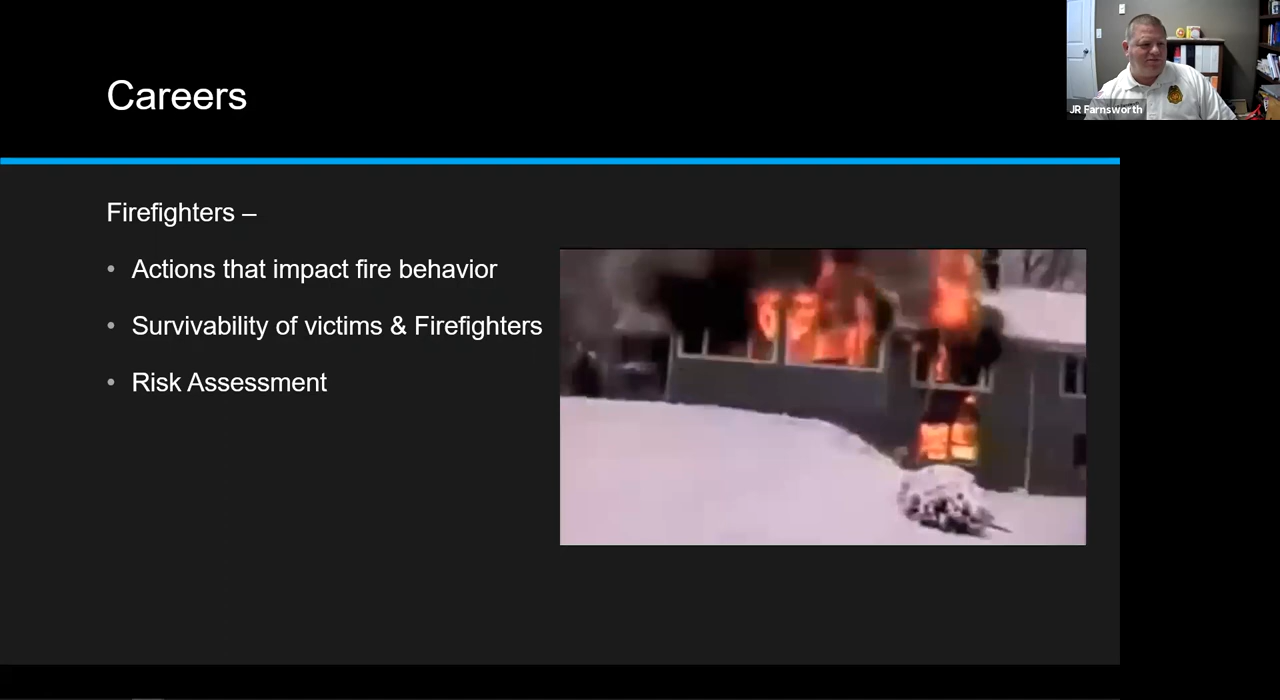 Careers
JR Farnsworth
Firefighters –
Actions that impact fire behavior
Survivability of victims & Firefighters
Risk Assessment